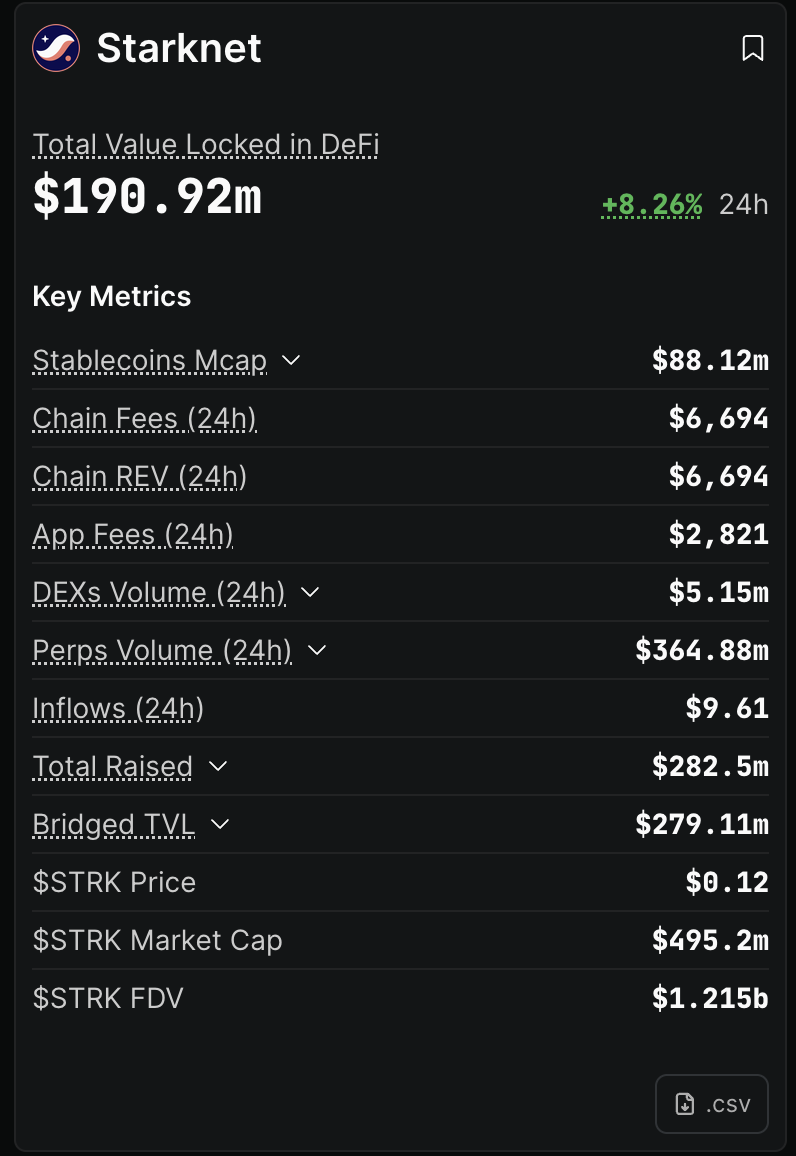 Starknet
Total Value Locked in DeFi
$190.92m +8.26% 24h
Key Metrics
Stablecoins Mcap $88.12m
Chain Fees (24h) $6,694
Chain REV (24h) $6,694
App Fees (24h) $2,821
DEXs Volume (24h) $5.15m
Perps Volume (24h) $364.88m
Inflows (24h) $9.61
Total Raised $282.5m
Bridged TVL $279.11m
$STRK Price $0.12
$STRK Market Cap $495.2m
$STRK FDV $1.215b
.csv